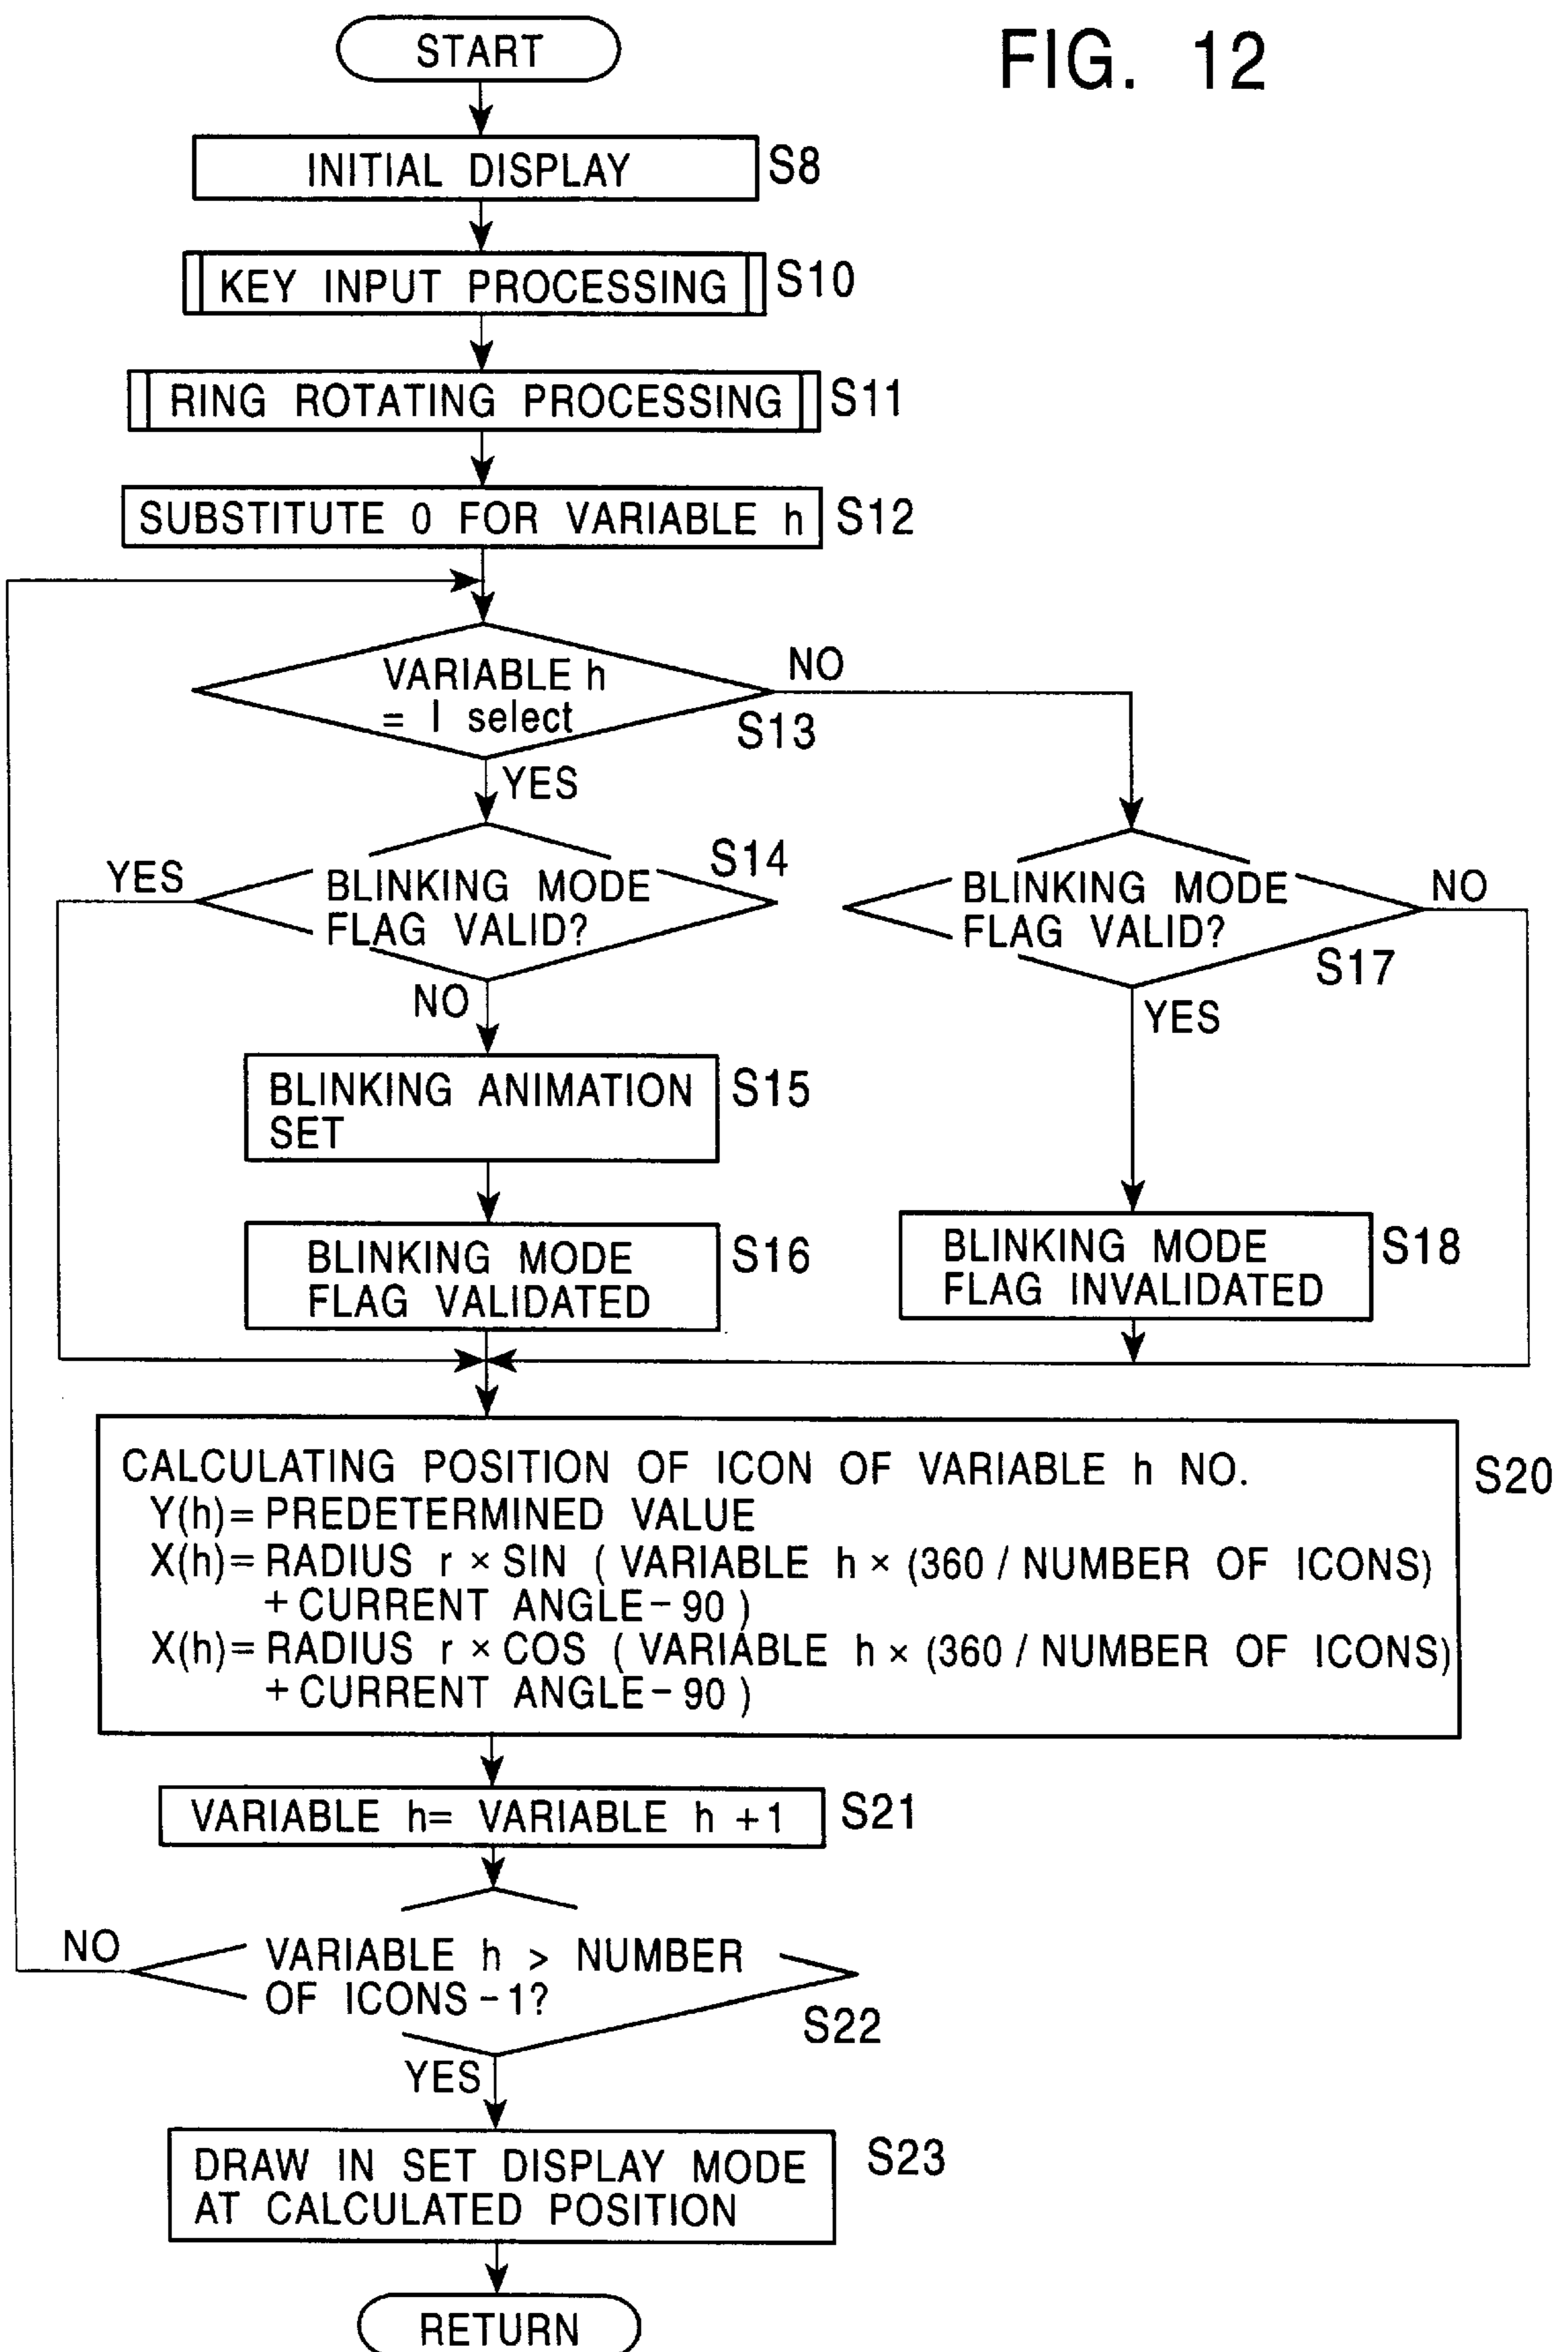 FIG. 12
START
INITIAL DISPLAY
S8
KEY INPUT PROCESSING
S10
RING ROTATING PROCESSING
S11
SUBSTITUTE 0 FOR VARIABLE h
S12
VARIABLE h
= I select
S13
NO
YES
BLINKING MODE
FLAG VALID?
S14
YES
NO
BLINKING MODE
FLAG VALID?
S17
NO
YES
BLINKING ANIMATION
SET
S15
BLINKING MODE
FLAG VALIDATED
S16
BLINKING MODE
FLAG INVALIDATED
S18
CALCULATING POSITION OF ICON OF VARIABLE h NO.
Y(h)= PREDETERMINED VALUE
X(h)= RADIUS r × SIN ( VARIABLE h × (360 / NUMBER OF ICONS)
+ CURRENT ANGLE - 90 )
X(h)= RADIUS r × COS ( VARIABLE h × (360 / NUMBER OF ICONS)
+ CURRENT ANGLE - 90 )
S20
VARIABLE h= VARIABLE h +1
S21
VARIABLE h > NUMBER
OF ICONS - 1?
S22
NO
YES
DRAW IN SET DISPLAY MODE
AT CALCULATED POSITION
S23
RETURN